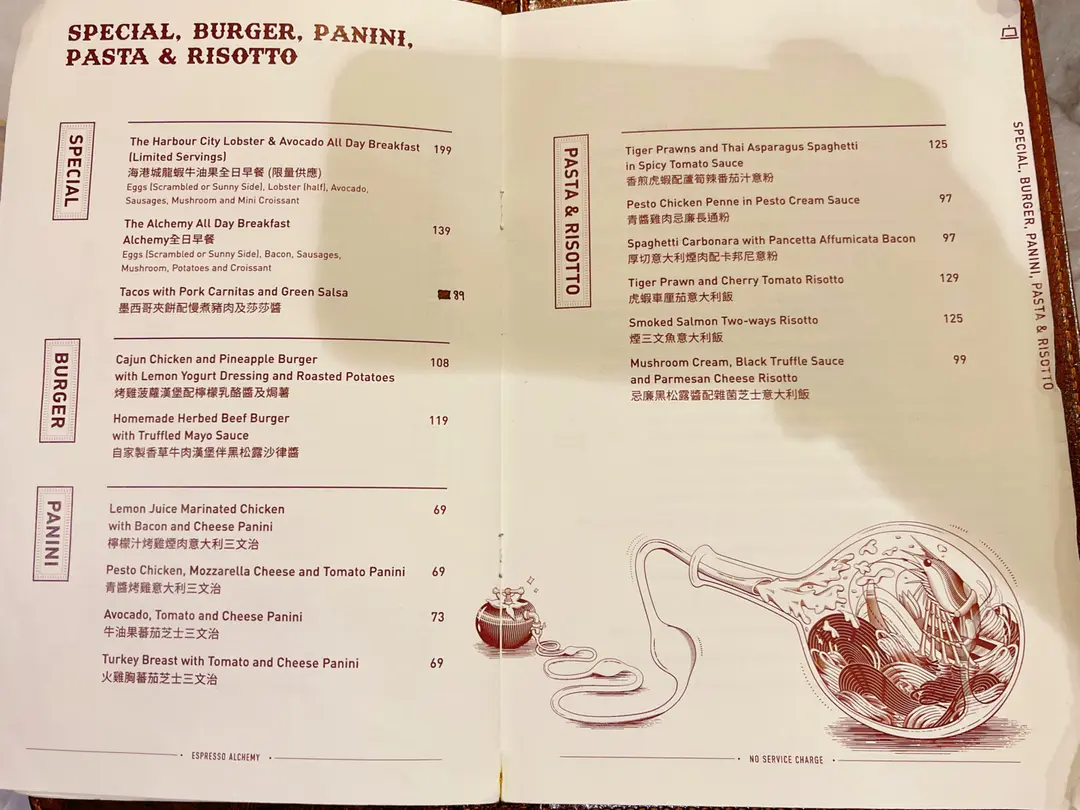 SPECIAL, BURGER, PANINI,
PASTA & RISOTTO
SPECIAL
The Harbour City Lobster & Avocado All Day Breakfast 199
(Limited Servings)
海港城龍蝦牛油果全日早餐 (限量供應)
Eggs (Scrambled or Sunny Side), Lobster (half), Avocado,
Sausages, Mushroom and Mini Croissant
The Alchemy All Day Breakfast 139
Alchemy全日早餐
Eggs (Scrambled or Sunny Side), Bacon, Sausages,
Mushroom, Potatoes and Croissant
Tacos with Pork Carnitas and Green Salsa 89
墨西哥夾餅配慢煮豬肉及莎莎醬
BURGER
Cajun Chicken and Pineapple Burger 108
with Lemon Yogurt Dressing and Roasted Potatoes
烤雞菠蘿漢堡配檸檬乳酪醬及焗薯
Homemade Herbed Beef Burger 119
with Truffled Mayo Sauce
自家製香草牛肉漢堡伴黑松露沙律醬
PANINI
Lemon Juice Marinated Chicken 69
with Bacon and Cheese Panini
檸檬汁烤雞煙肉意大利三文治
Pesto Chicken, Mozzarella Cheese and Tomato Panini 69
青醬烤雞意大利三文治
Avocado, Tomato and Cheese Panini 73
牛油果蕃茄芝士三文治
Turkey Breast with Tomato and Cheese Panini 69
火雞胸蕃茄芝士三文治
ESPRESSO ALCHEMY
PASTA & RISOTTO
Tiger Prawns and Thai Asparagus Spaghetti 125
in Spicy Tomato Sauce
香煎虎蝦配蘆筍辣番茄汁意粉
Pesto Chicken Penne in Pesto Cream Sauce 97
青醬雞肉忌廉長通粉
Spaghetti Carbonara with Pancetta Affumicata Bacon 97
厚切意大利煙肉配卡邦尼意粉
Tiger Prawn and Cherry Tomato Risotto 129
虎蝦車厘茄意大利飯
Smoked Salmon Two-ways Risotto 125
煙三文魚意大利飯
Mushroom Cream, Black Truffle Sauce 99
and Parmesan Cheese Risotto
忌廉黑松露醬配雜菌芝士意大利飯
NO SERVICE CHARGE
SPECIAL, BURGER, PANINI, PASTA & RISOTTO